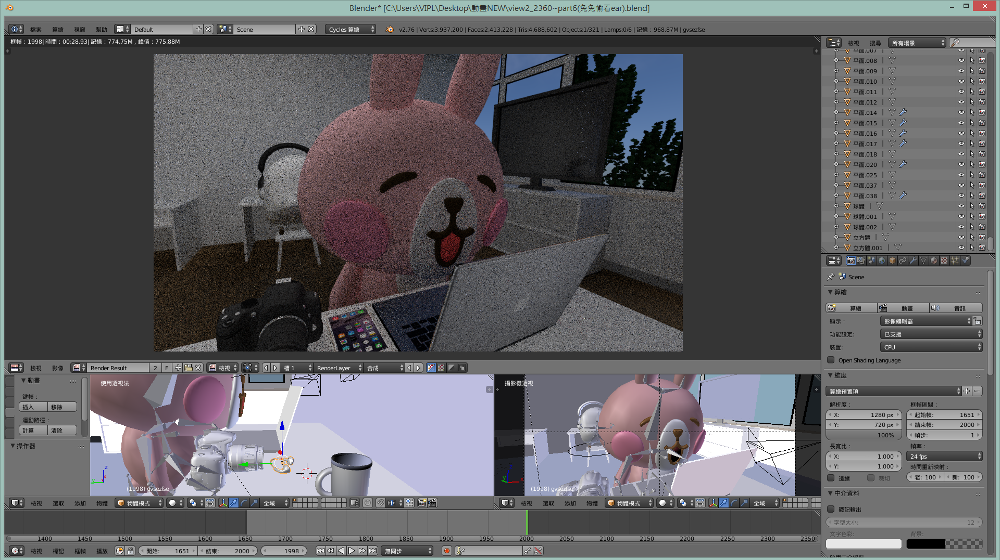 Blender* [C:\Users\VIPL\Desktop\動畫NEW\view2_2360~part6(兔兔偷看ear).blend]
檔案 算繪 視窗 幫助 Default Scene Cycles 算繪 v2.76 | Verts:3,937,200 | Faces:2,413,228 | Tris:4,688,602 | Objects:1/321 | Lamps:0/6 | 記憶：968.87M | gvsezfse
框幀：1998| 時間：00:28.93| 記憶：774.75M , 峰值：775.88M
檢視 搜尋 所有場景
平面.007
平面.008
平面.009
平面.010
平面.011
平面.012
平面.014
平面.015
平面.016
平面.017
平面.018
平面.020
平面.025
平面.037
平面.038
球體
球體.001
球體.002
立方體
立方體.001
Scene
算繪
算繪 動畫 音訊
顯示： 影像編輯器
功能設定: 已支援
裝置: CPU
Open Shading Language
維度
算繪預置項
解析度： 框幀區間：
X: 1280 px 起始幀: 1651
Y: 720 px 結束幀: 2000
100% 幀步: 1
長寬比： 幀率：
X: 1.000 24 fps
Y: 1.000 時間重新映射：
邊緣 裁切 老: 100 新: 100
中介資料
戳記輸出
字型大小: 12
文字色彩: 背景:
檢視 影像 Render Result 2 F 檢視 槽 1 RenderLayer 合成
動畫
鍵幀：
插入 移除
運動路徑：
計算 清除
操作器
使用透視法
(1998) gvsezfse
攝影機透視
(1998) gvsezfse
檢視 選取 添加 物體 物體模式 全域
檢視 選取 添加 物體 物體模式 全域
1400 1450 1500 1550 1600 1650 1700 1750 1800 1850 1900 1950 2000 2050 2100 2150 2200 2250 2300 2350
檢視 標記 框幀 播放 開始: 1651 結束: 2000 1998 無同步